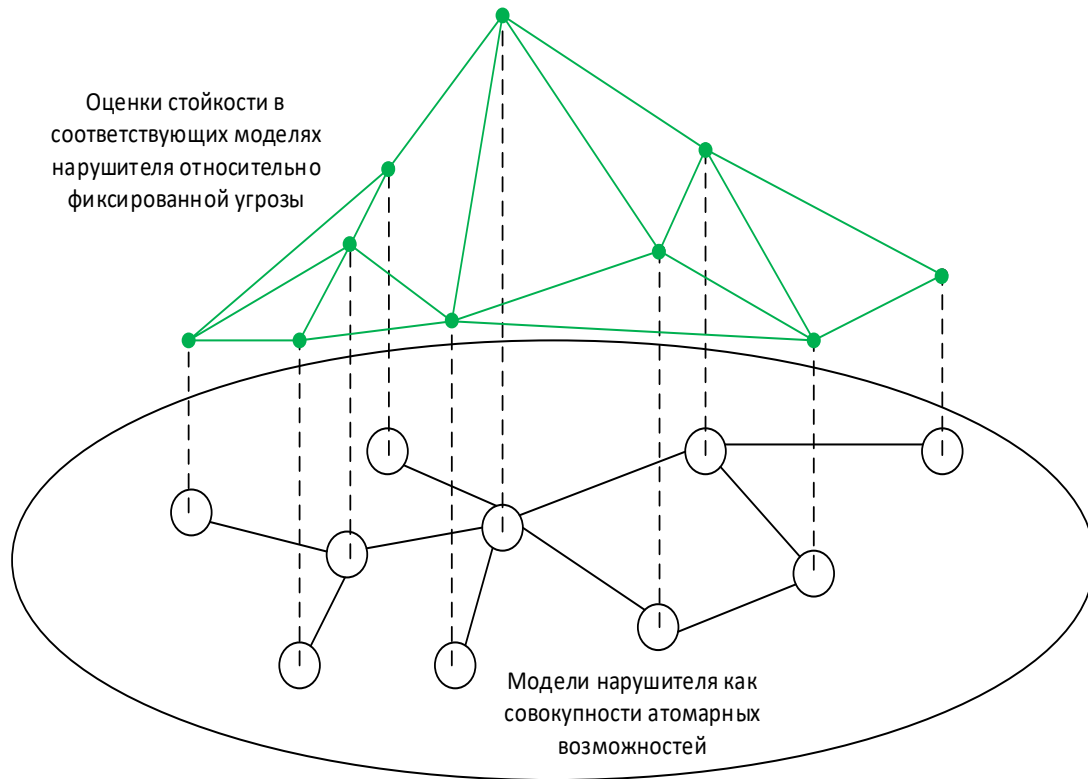 Оценки стойкости в
соответствующих моделях
нарушителя относительно
фиксированной угрозы
Модели нарушителя как
совокупности атомарных
возможностей